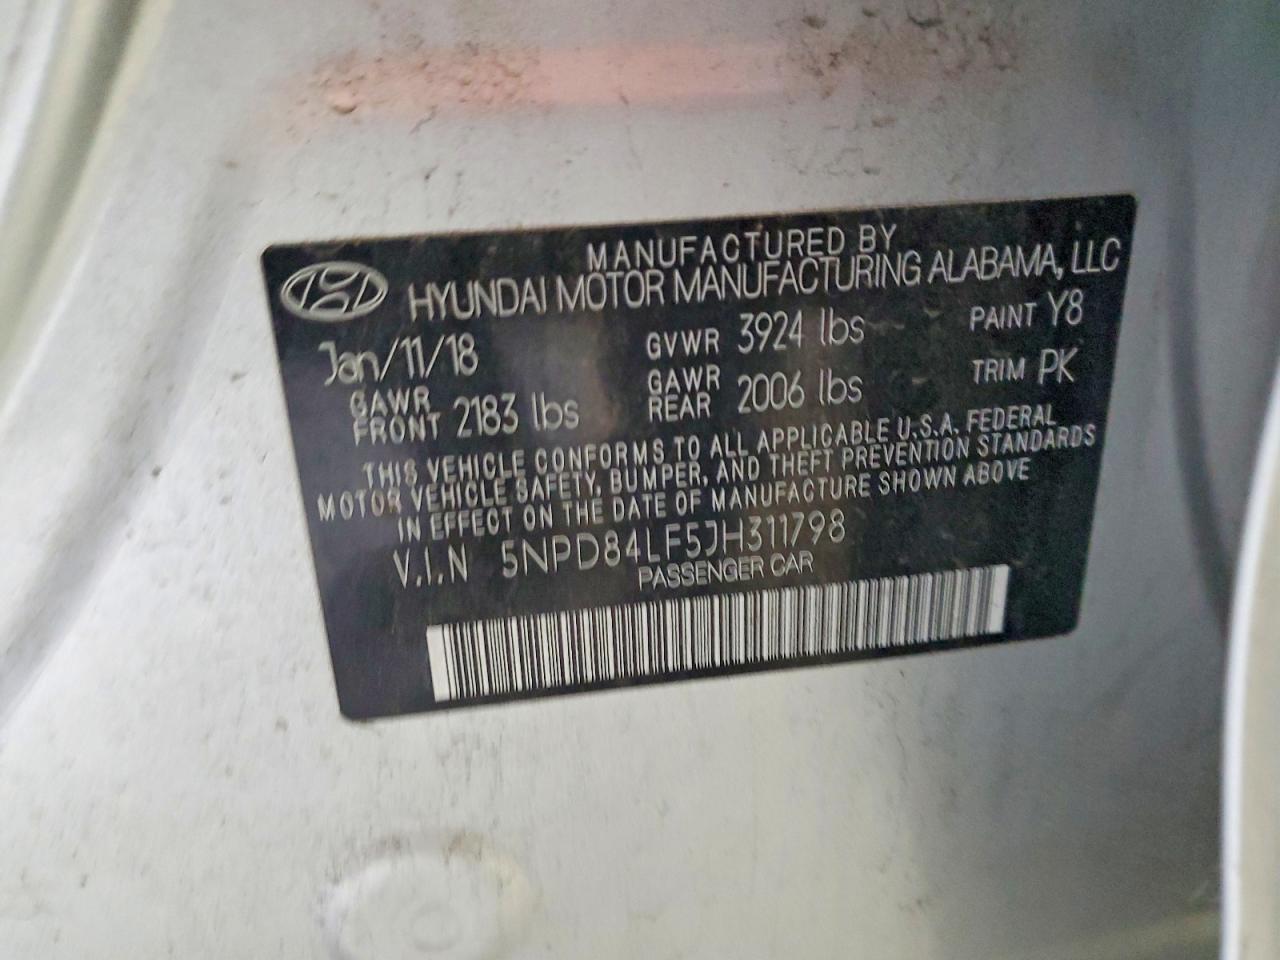 MANUFACTURED BY
HYUNDAI MOTOR MANUFACTURING ALABAMA, LLC
Jan/11/18 GVWR 3924 lbs PAINT Y8
GAWR FRONT 2183 lbs GAWR REAR 2006 lbs TRIM PK
THIS VEHICLE CONFORMS TO ALL APPLICABLE U.S.A. FEDERAL
MOTOR VEHICLE SAFETY, BUMPER, AND THEFT PREVENTION STANDARDS
IN EFFECT ON THE DATE OF MANUFACTURE SHOWN ABOVE
V.I.N 5NPD84LF5JH311798
PASSENGER CAR